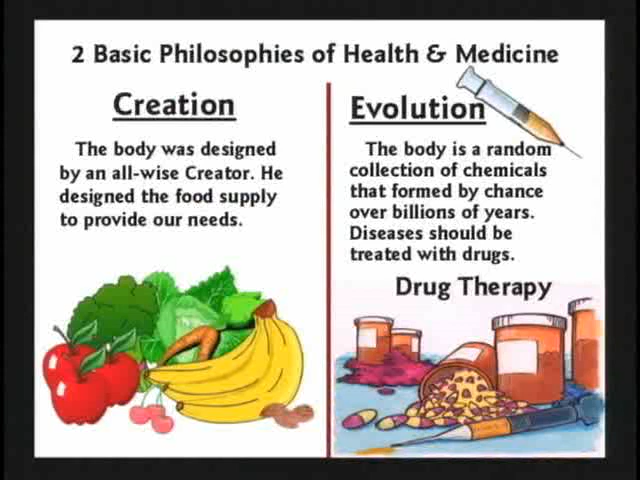 2 Basic Philosophies of Health & Medicine
Creation
The body was designed
by an all-wise Creator. He
designed the food supply
to provide our needs.
Evolution
The body is a random
collection of chemicals
that formed by chance
over billions of years.
Diseases should be
treated with drugs.
Drug Therapy